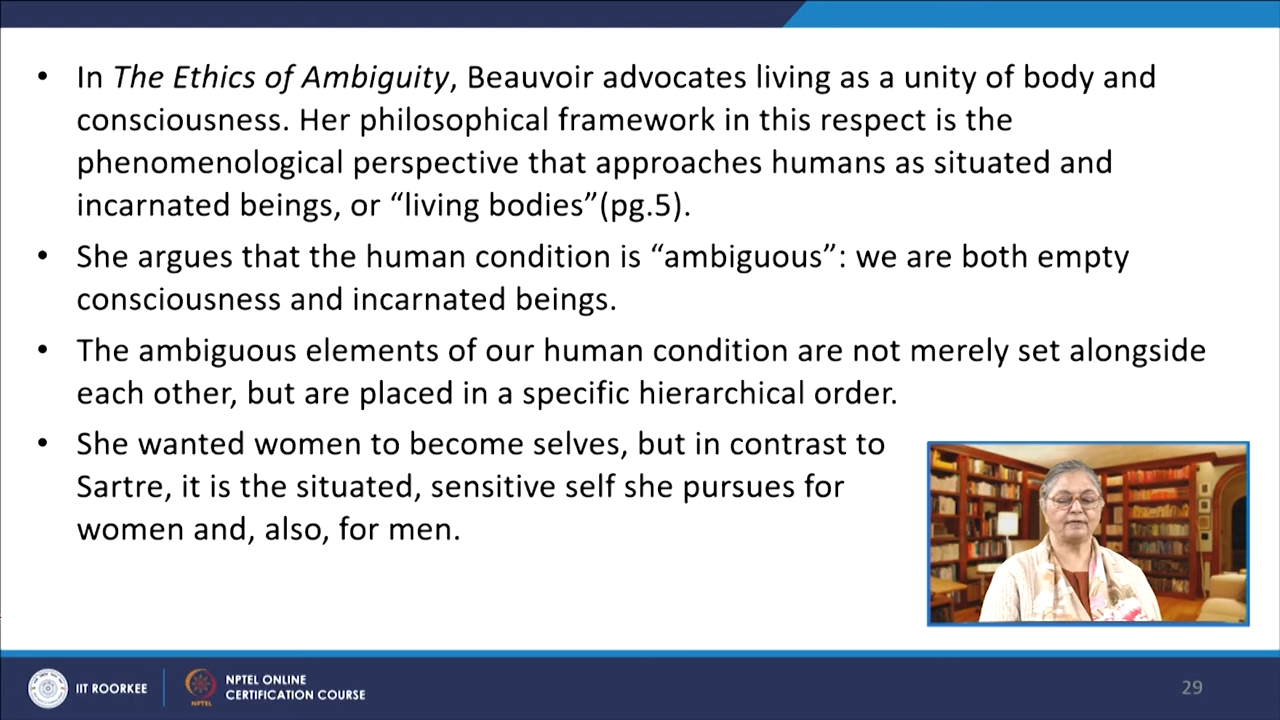 • In The Ethics of Ambiguity, Beauvoir advocates living as a unity of body and
consciousness. Her philosophical framework in this respect is the
phenomenological perspective that approaches humans as situated and
incarnated beings, or “living bodies”(pg.5).
• She argues that the human condition is “ambiguous”: we are both empty
consciousness and incarnated beings.
• The ambiguous elements of our human condition are not merely set alongside
each other, but are placed in a specific hierarchical order.
• She wanted women to become selves, but in contrast to
Sartre, it is the situated, sensitive self she pursues for
women and, also, for men.
IIT ROORKEE
NPTEL
NPTEL ONLINE
CERTIFICATION COURSE
29